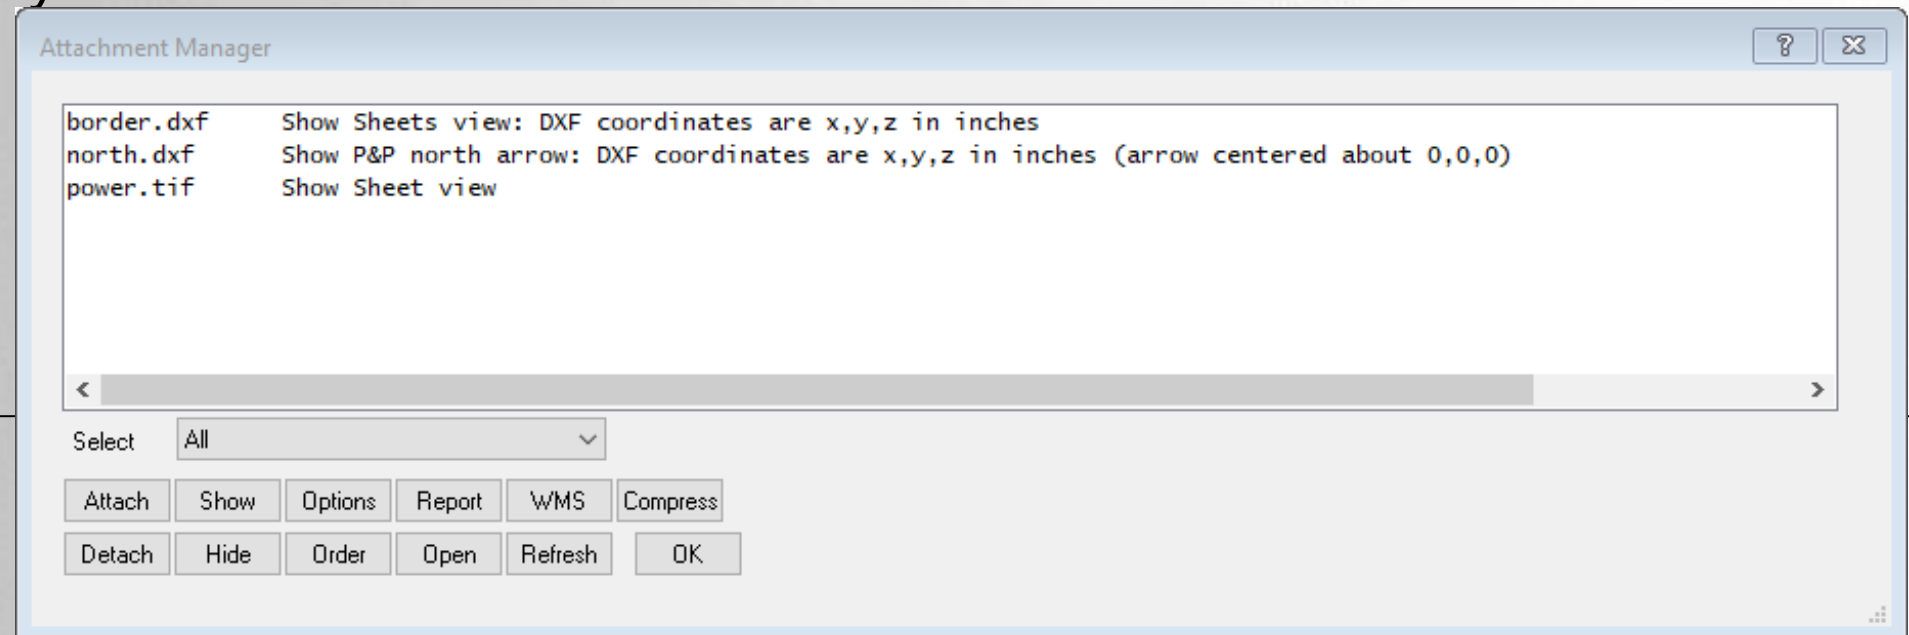 Attachment Manager
border.dxf Show Sheets view: DXF coordinates are x,y,z in inches
north.dxf Show P&P north arrow: DXF coordinates are x,y,z in inches (arrow centered about 0,0,0)
power.tif Show Sheet view
Select All
Attach Show Options Report WMS Compress
Detach Hide Order Open Refresh OK